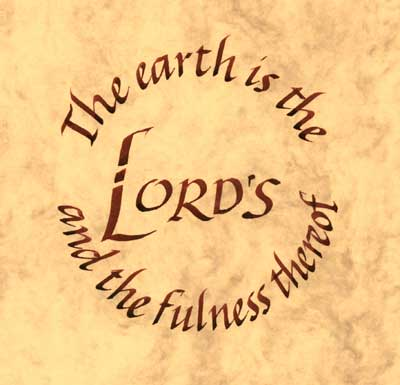 The earth is the
LORD'S
and the fulness thereof